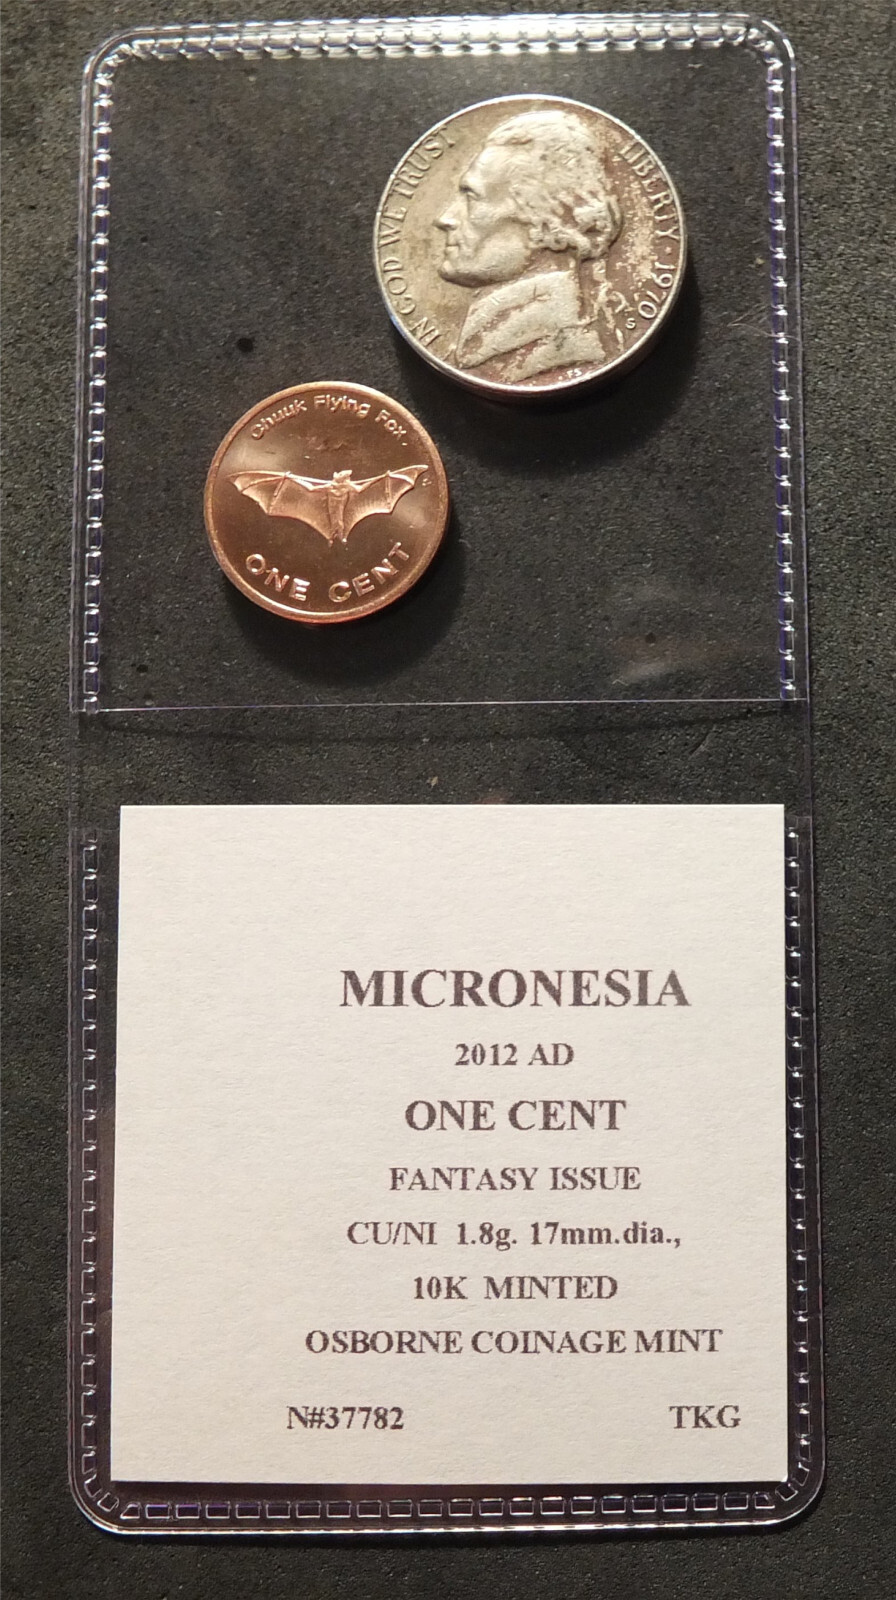 IN GOD WE TRUST
LIBERTY · 1970
S
FS
Chuuk Flying Fox
ONE CENT
MICRONESIA
2012 AD
ONE CENT
FANTASY ISSUE
CU/NI 1.8g. 17mm.dia.,
10K MINTED
OSBORNE COINAGE MINT
N#37782 TKG